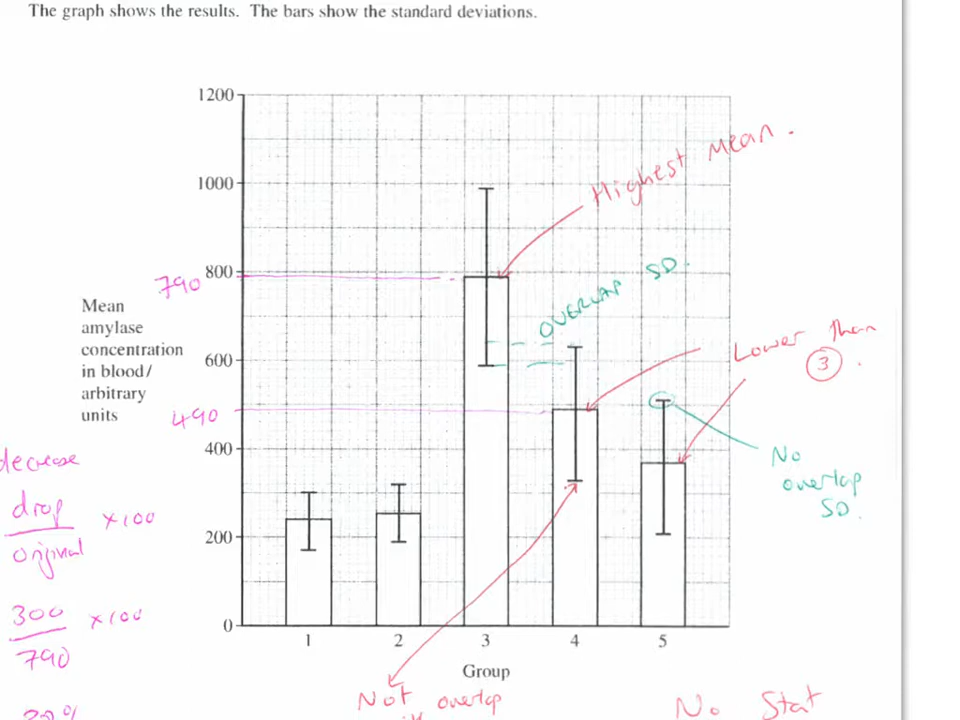 The graph shows the results. The bars show the standard deviations.
1200
1000
800
600
400
200
0
Mean
amylase
concentration
in blood/
arbitrary
units
1
2
3
4
5
Group
Highest Mean.
790
OVERLAP SD.
Lower than
3.
490
No
overlap
SD.
decrease
drop
original
×100
300
790
×100
Not overlap
No Stat